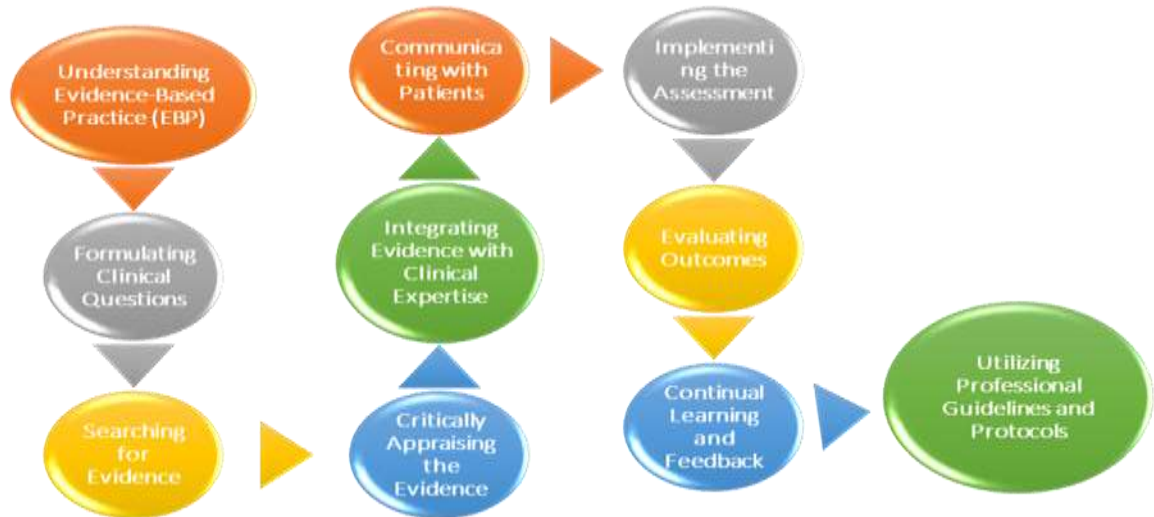 Understanding
Evidence-Based
Practice (EBP)
Formulating
Clinical
Questions
Searching
for
Evidence
Critically
Appraising
the
Evidence
Integrating
Evidence with
Clinical
Expertise
Communica
ting with
Patients
Implementi
ng the
Assessment
Evaluating
Outcomes
Continual
Learning
and
Feedback
Utilizing
Professional
Guidelines and
Protocols